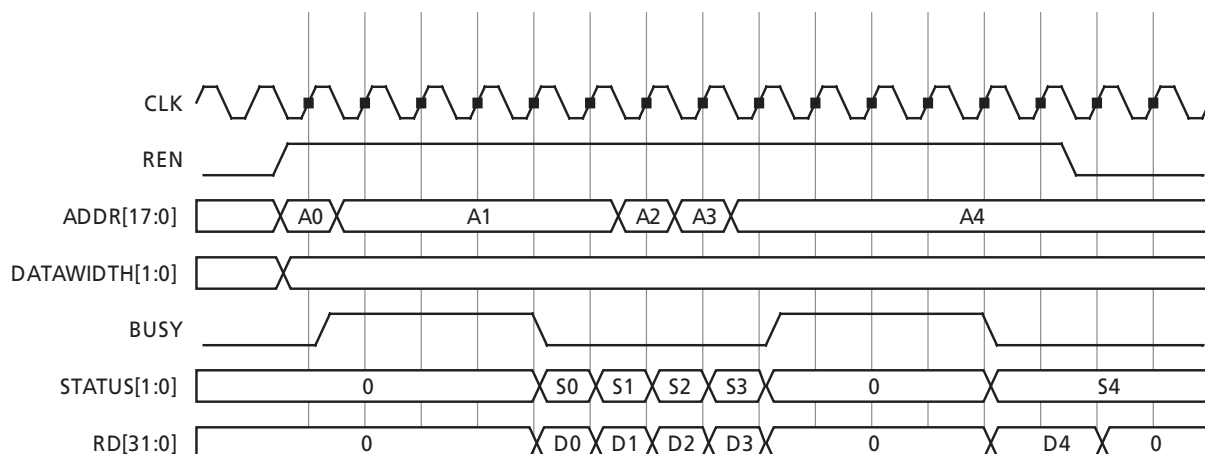 CLK
REN
ADDR[17:0] A0 A1 A2 A3 A4
DATAWIDTH[1:0]
BUSY
STATUS[1:0] 0 S0 S1 S2 S3 0 S4
RD[31:0] 0 D0 D1 D2 D3 0 D4 0